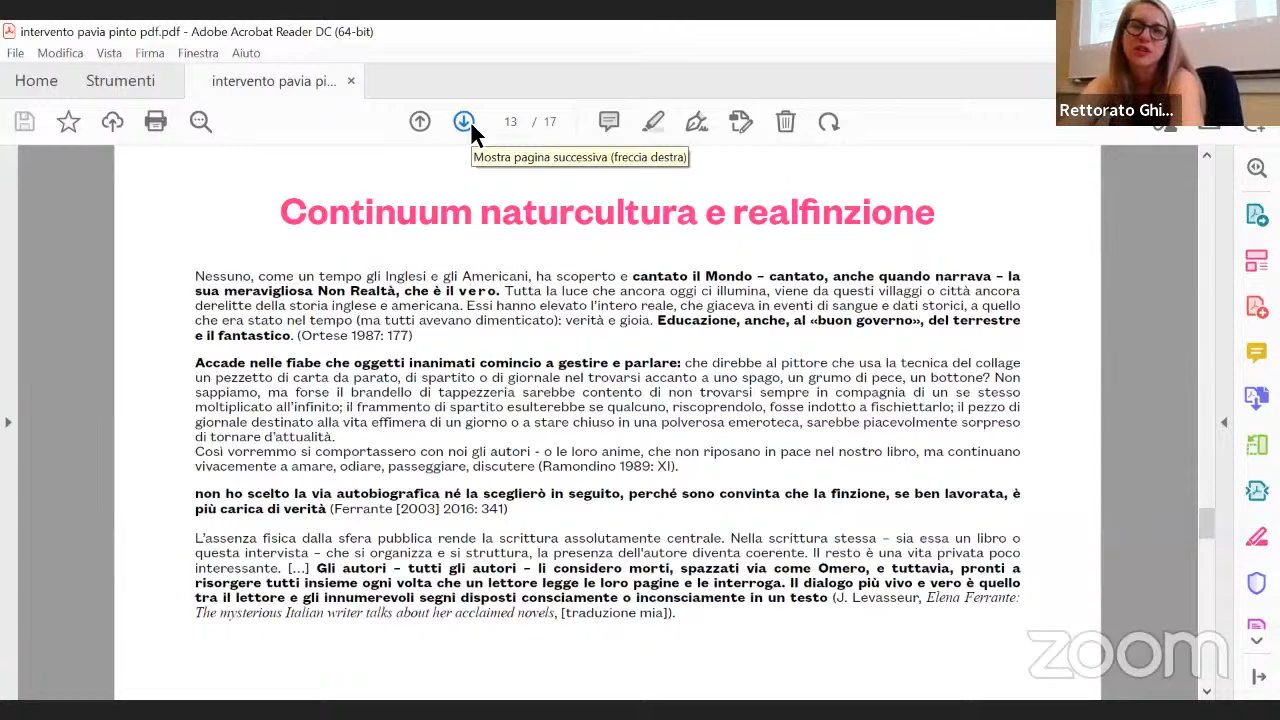 intervento pavia pinto pdf.pdf - Adobe Acrobat Reader DC (64-bit)
File Modifica Vista Firma Finestra Aiuto
Home Strumenti intervento pavia pi... ×
13 / 17
Rettorato Ghi...
Mostra pagina successiva (freccia destra)
Continuum naturcultura e realfinzione
Nessuno, come un tempo gli Inglesi e gli Americani, ha scoperto e cantato il Mondo – cantato, anche quando narrava – la
sua meravigliosa Non Realtà, che è il vero. Tutta la luce che ancora oggi ci illumina, viene da questi villaggi o città ancora
derelitte della storia inglese e americana. Essi hanno elevato l'intero reale, che giaceva in eventi di sangue e dati storici, a quello
che era stato nel tempo (ma tutti avevano dimenticato): verità e gioia. Educazione, anche, al «buon governo», del terrestre
e il fantastico. (Ortese 1987: 177)
Accade nelle fiabe che oggetti inanimati comincio a gestire e parlare: che direbbe al pittore che usa la tecnica del collage
un pezzetto di carta da parato, di spartito o di giornale nel trovarsi accanto a uno spago, un grumo di pece, un bottone? Non
sappiamo, ma forse il brandello di tappezzeria sarebbe contento di non trovarsi sempre in compagnia di un se stesso
moltiplicato all'infinito; il frammento di spartito esulterebbe se qualcuno, riscoprendolo, fosse indotto a fischiettarlo; il pezzo di
giornale destinato alla vita effimera di un giorno o a stare chiuso in una polverosa emeroteca, sarebbe piacevolmente sorpreso
di tornare d'attualità.
Così vorremmo si comportassero con noi gli autori - o le loro anime, che non riposano in pace nel nostro libro, ma continuano
vivacemente a amare, odiare, passeggiare, discutere (Ramondino 1989: XI).
non ho scelto la via autobiografica né la sceglierò in seguito, perché sono convinta che la finzione, se ben lavorata, è
più carica di verità (Ferrante [2003] 2016: 341)
L'assenza fisica dalla sfera pubblica rende la scrittura assolutamente centrale. Nella scrittura stessa – sia essa un libro o
questa intervista – che si organizza e si struttura, la presenza dell'autore diventa coerente. Il resto è una vita privata poco
interessante. [...] Gli autori – tutti gli autori – li considero morti, spazzati via come Omero, e tuttavia, pronti a
risorgere tutti insieme ogni volta che un lettore legge le loro pagine e le interroga. Il dialogo più vivo e vero è quello
tra il lettore e gli innumerevoli segni disposti consciamente o inconsciamente in un testo (J. Levasseur, Elena Ferrante:
The mysterious Italian writer talks about her acclaimed novels, [traduzione mia]).
zoom